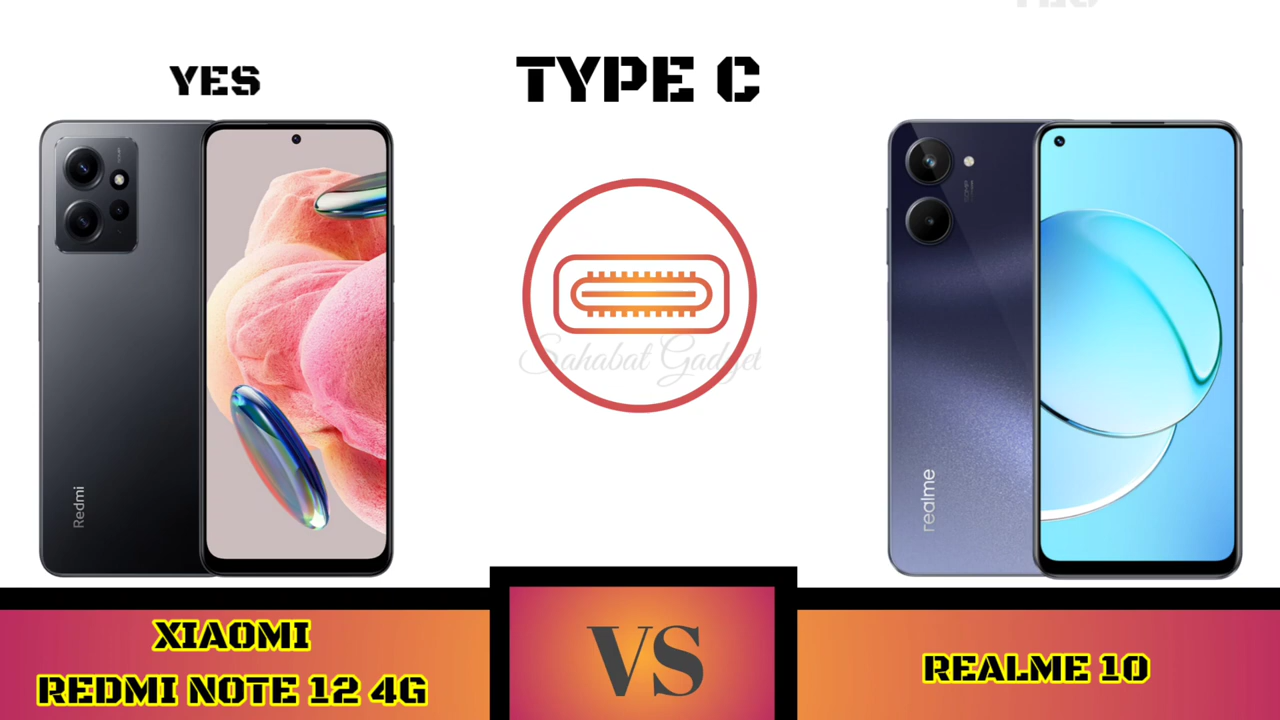 YES
TYPE C
Redmi
realme
Sahabat Gadget
XIAOMI
REDMI NOTE 12 4G
VS
REALME 10